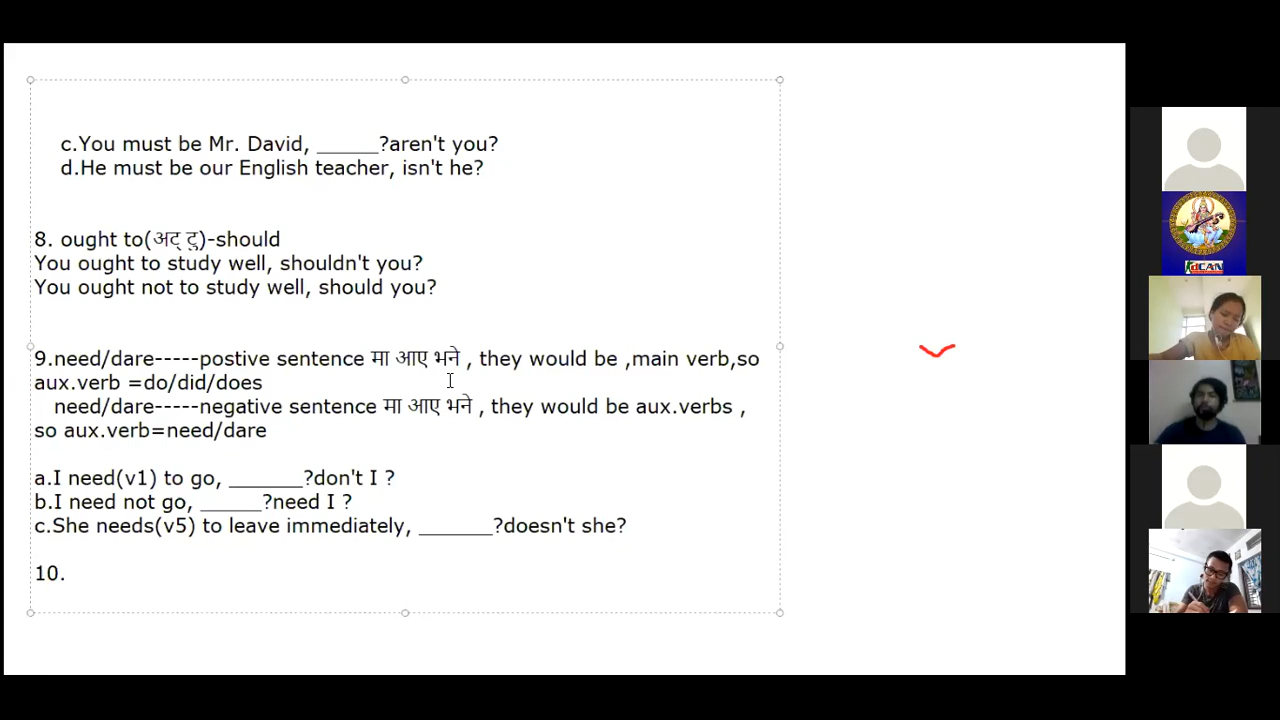 c.You must be Mr. David, ______?aren't you?
d.He must be our English teacher, isn't he?
8. ought to(अट् टु)-should
You ought to study well, shouldn't you?
You ought not to study well, should you?
9.need/dare-----postive sentence मा आए भने , they would be ,main verb,so
aux.verb =do/did/does
need/dare-----negative sentence मा आए भने , they would be aux.verbs ,
so aux.verb=need/dare
a.I need(v1) to go, _______?don't I ?
b.I need not go, ______?need I ?
c.She needs(v5) to leave immediately, _______?doesn't she?
10.